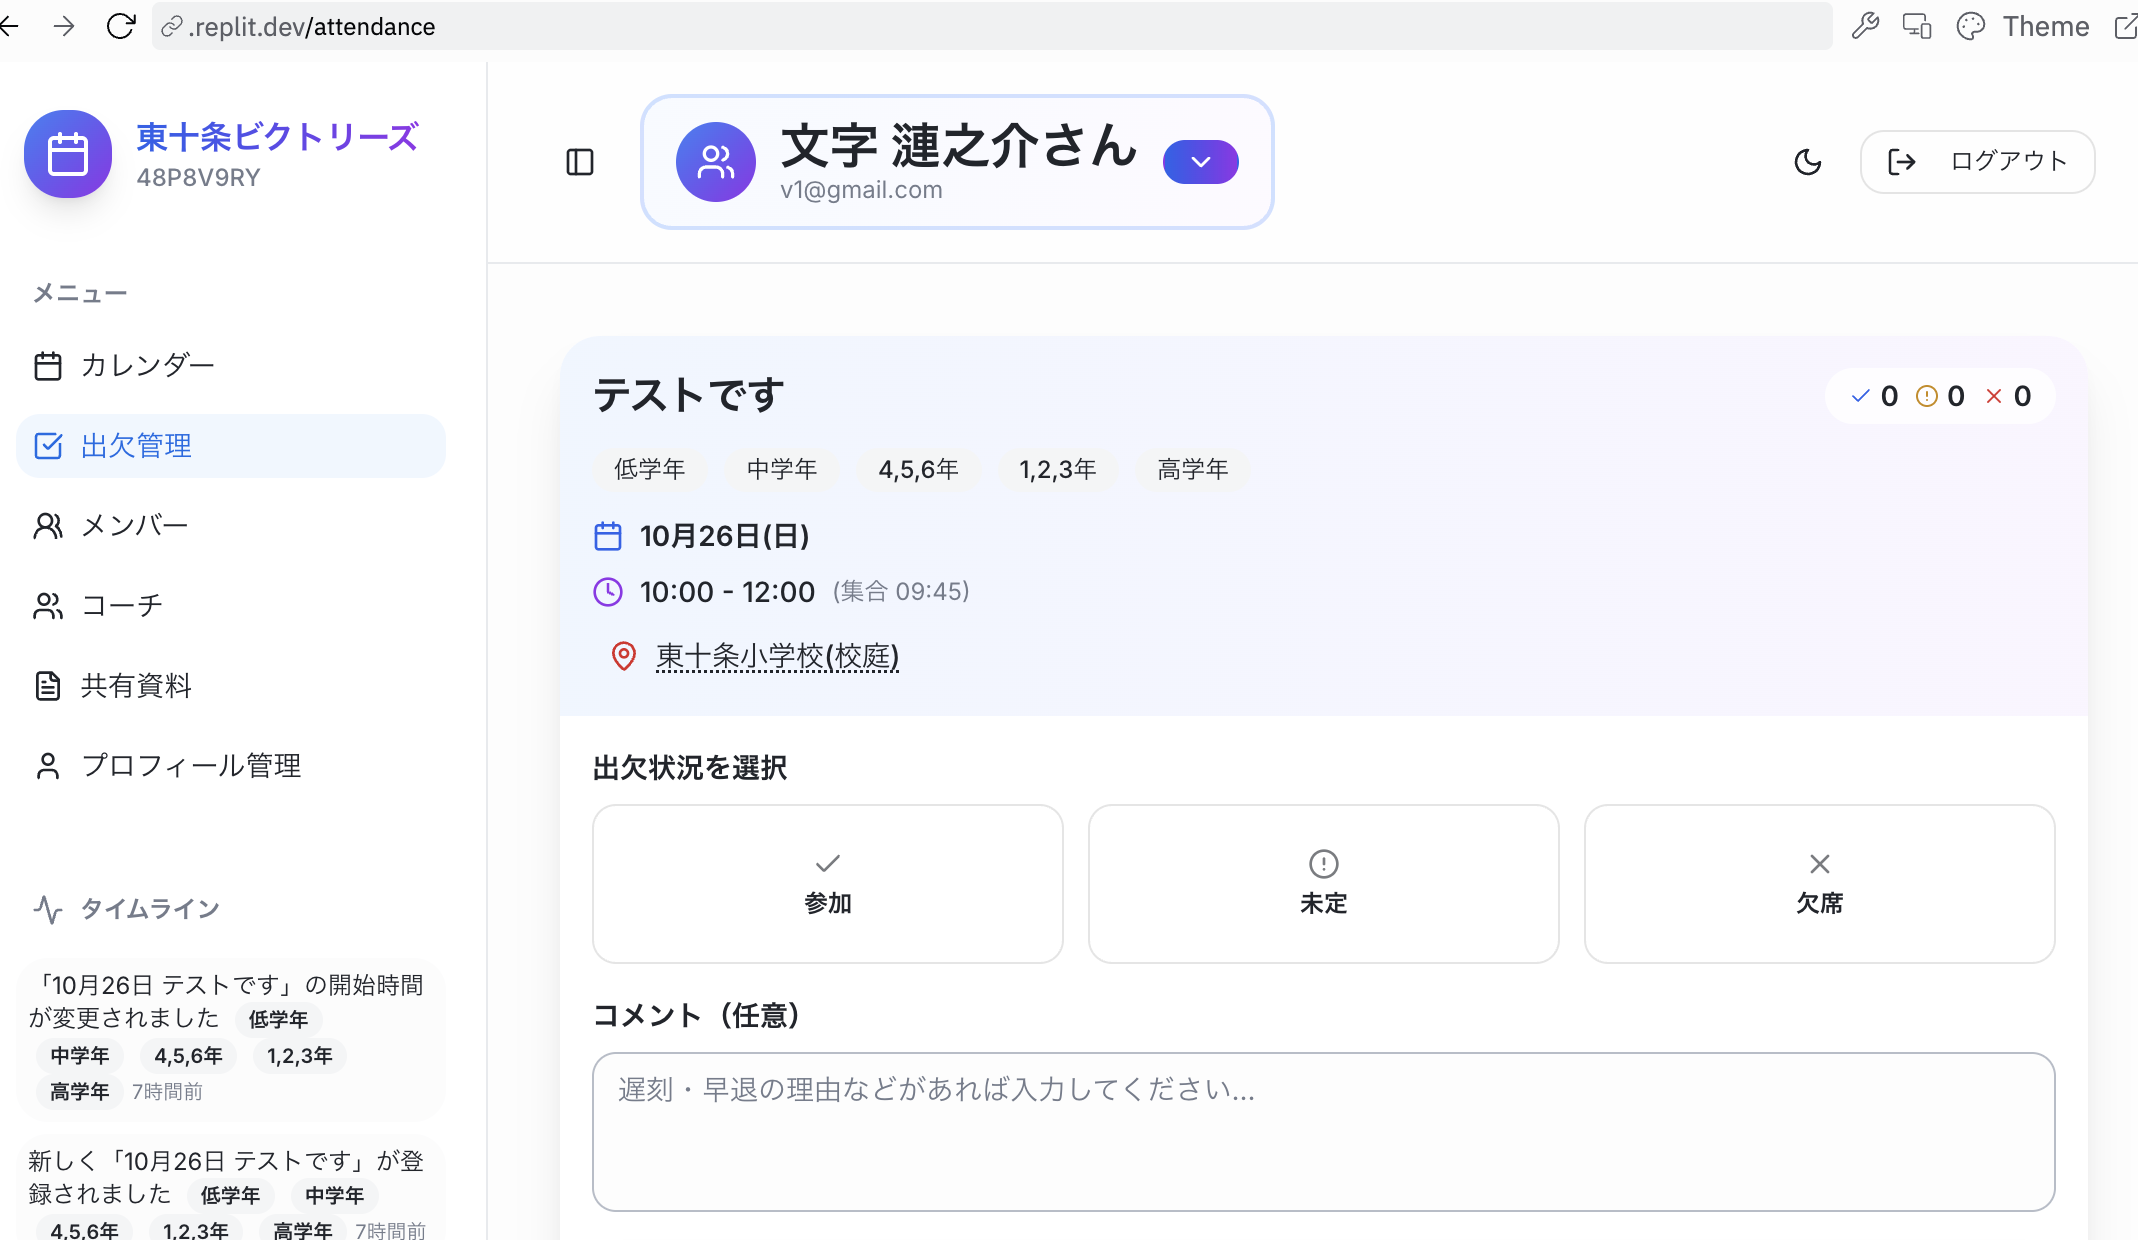 .replit.dev/attendance
Theme
東十条ビクトリーズ
48P8V9RY
メニュー
カレンダー
出欠管理
メンバー
コーチ
共有資料
プロフィール管理
タイムライン
「10月26日 テストです」の開始時間
が変更されました 低学年
中学年 4,5,6年 1,2,3年
高学年 7時間前
新しく「10月26日 テストです」が登
録されました 低学年 中学年
4,5,6年 1,2,3年 高学年 7時間前
文字 漣之介さん
v1@gmail.com
ログアウト
テストです
0 0 0
低学年 中学年 4,5,6年 1,2,3年 高学年
10月26日(日)
10:00 - 12:00 (集合 09:45)
東十条小学校(校庭)
出欠状況を選択
参加 未定 欠席
コメント（任意）
遅刻・早退の理由などがあれば入力してください...